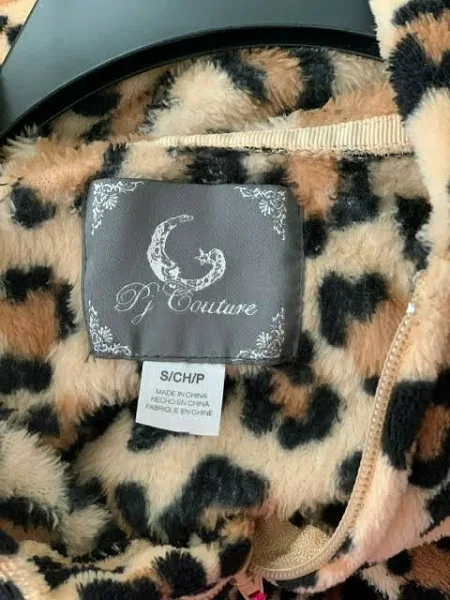 Pj Couture
S/CH/P
MADE IN CHINA
HECHO EN CHINA
FABRIQUE EN CHINE